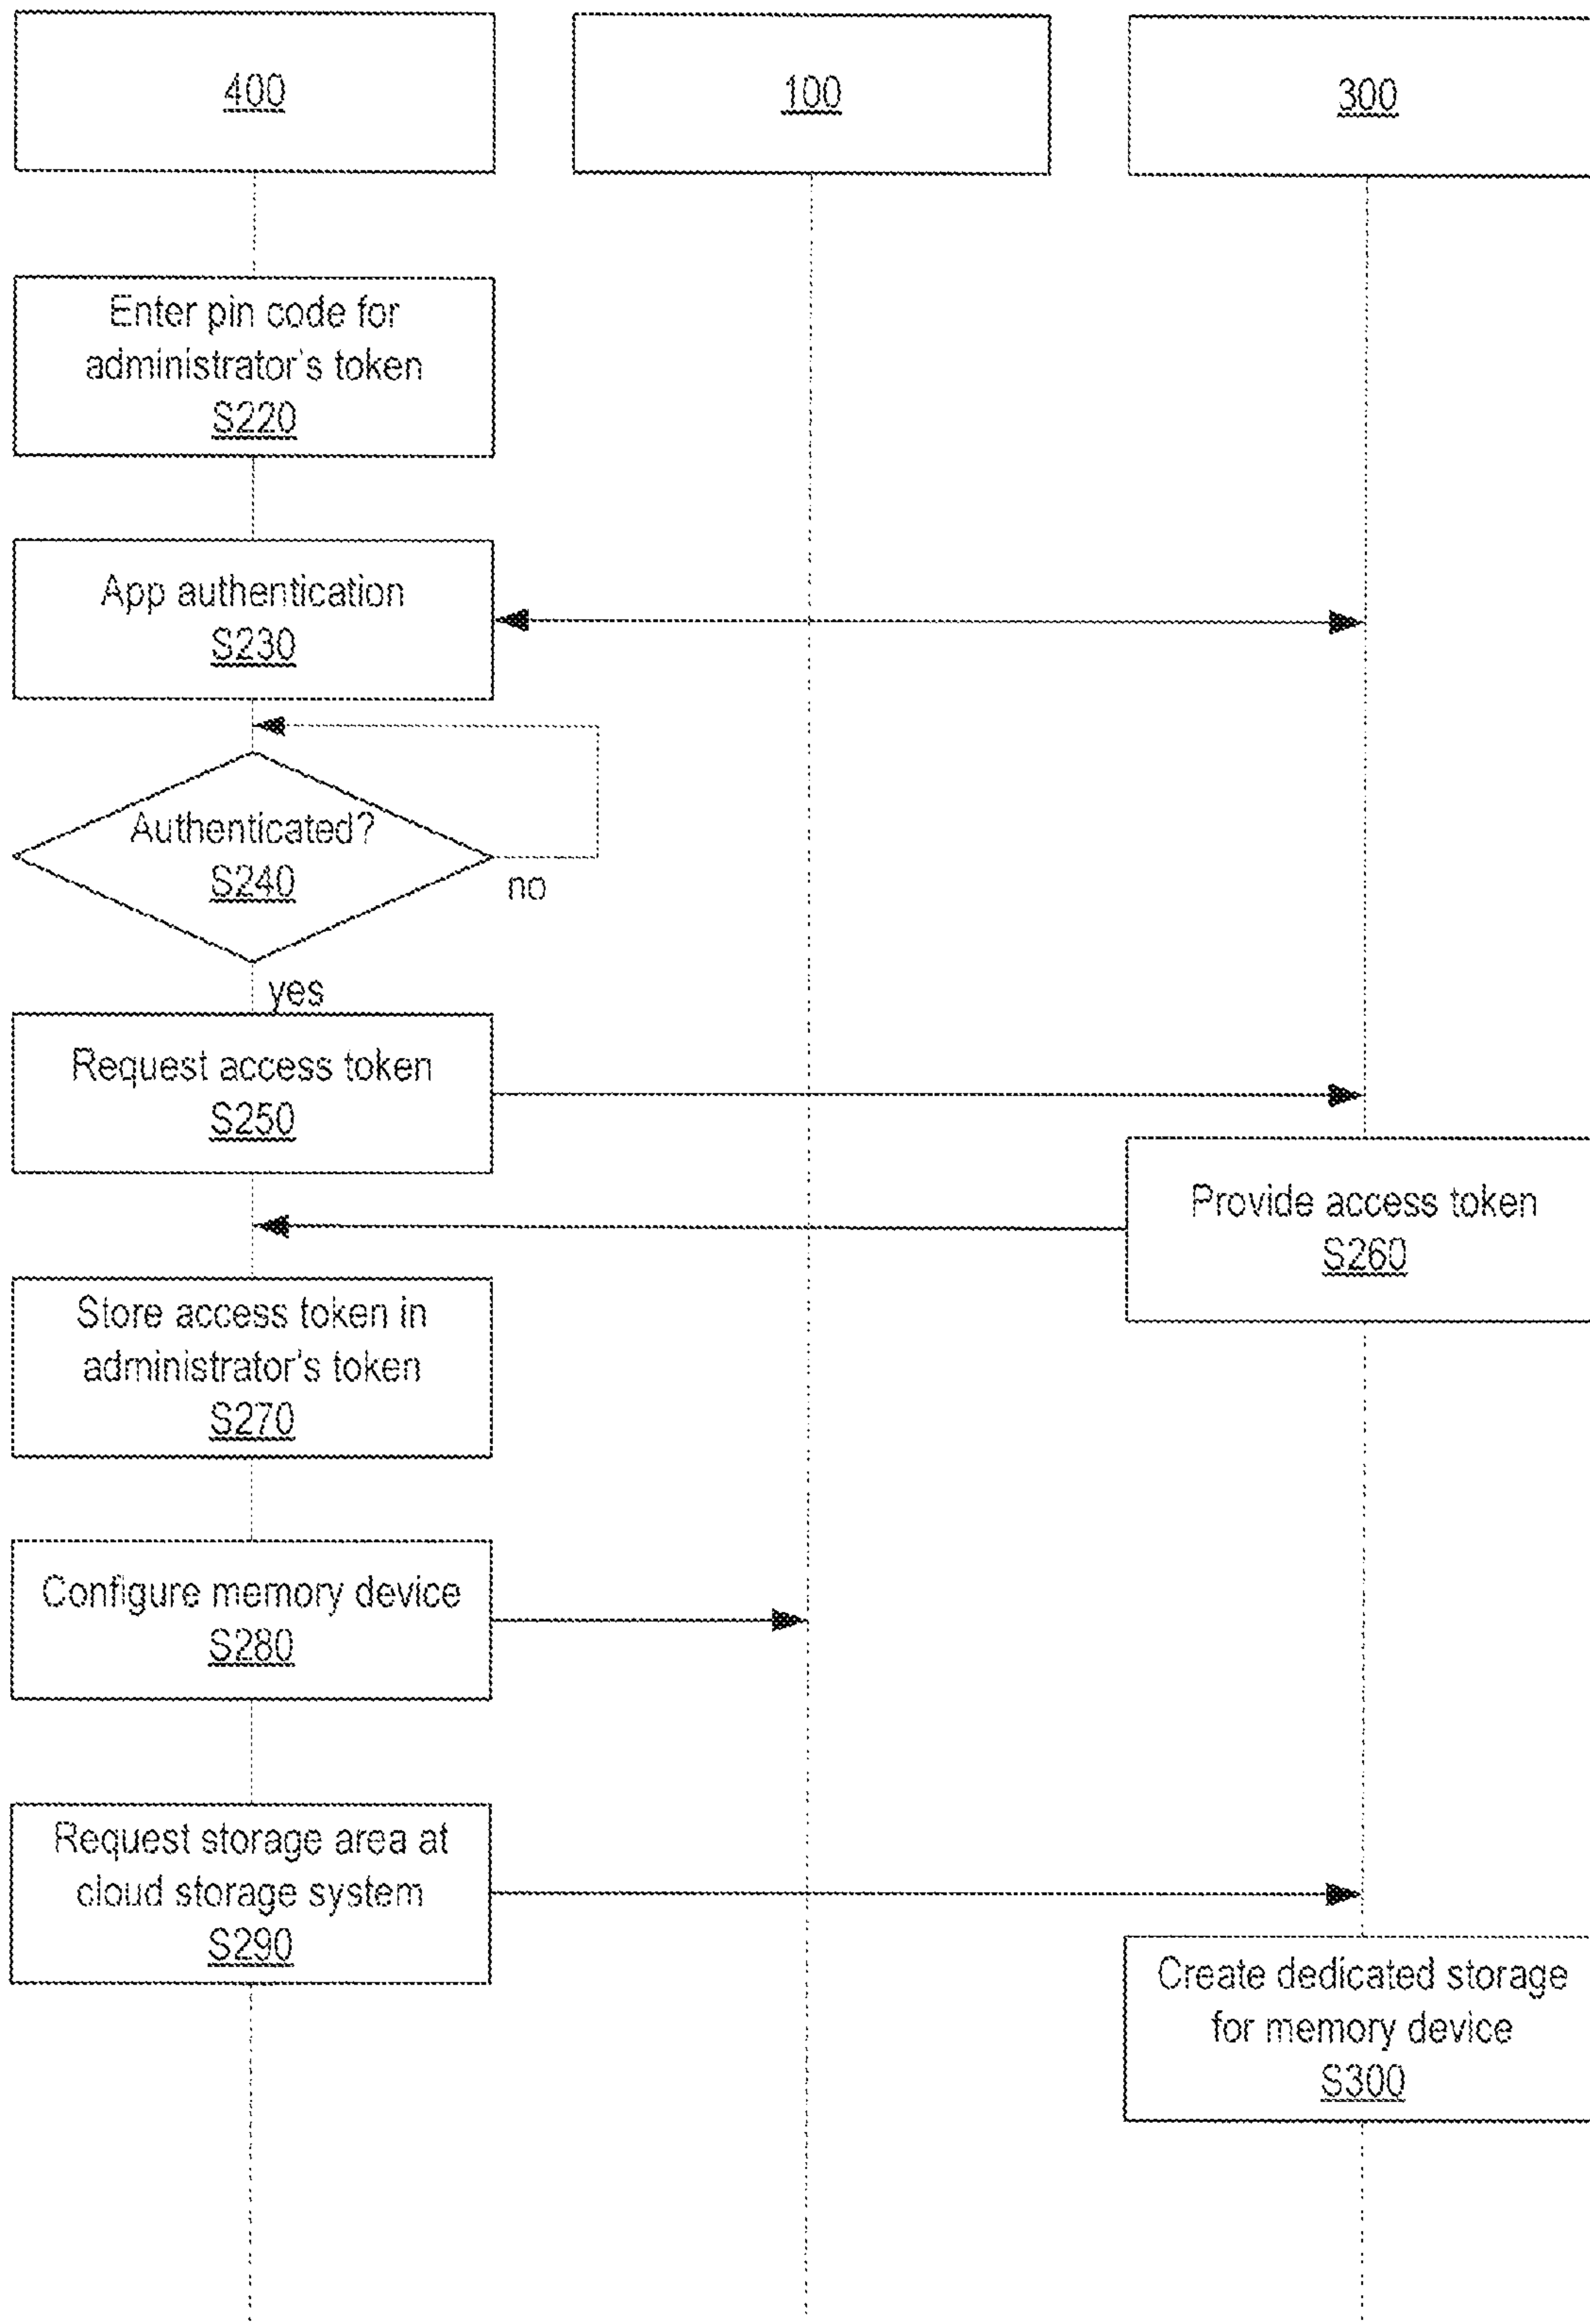 400
100
300
Enter pin code for
administrator's token
S220
App authentication
S230
Authenticated?
S240
no
yes
Request access token
S250
Provide access token
S260
Store access token in
administrator's token
S270
Configure memory device
S280
Request storage area at
cloud storage system
S290
Create dedicated storage
for memory device
S300